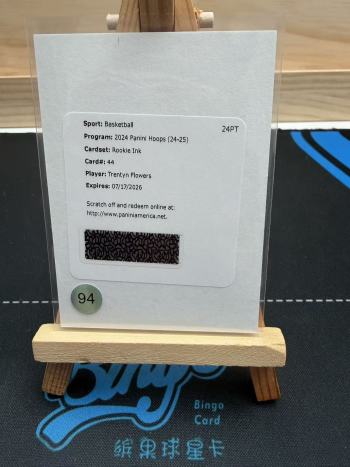 Sport: Basketball
24PT
Program: 2024 Panini Hoops (24-25)
Cardset: Rookie Ink
Card#: 44
Player: Trentyn Flowers
Expires: 07/17/2026
Scratch off and redeem online at:
http://www.paniniamerica.net.
94
Bingo
Bingo
Card
缤果球星卡